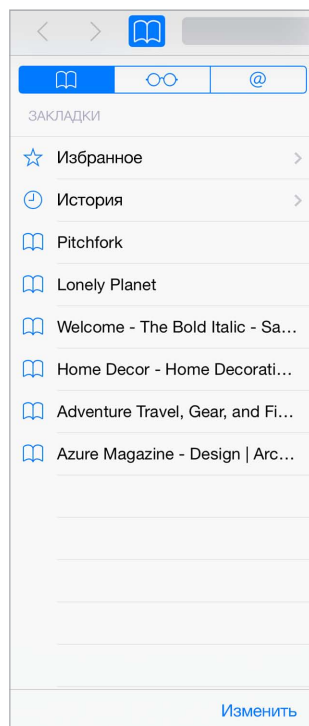 @
ЗАКЛАДКИ
Избранное
История
Pitchfork
Lonely Planet
Welcome - The Bold Italic - Sa...
Home Decor - Home Decorati...
Adventure Travel, Gear, and Fi...
Azure Magazine - Design | Arc...
Изменить